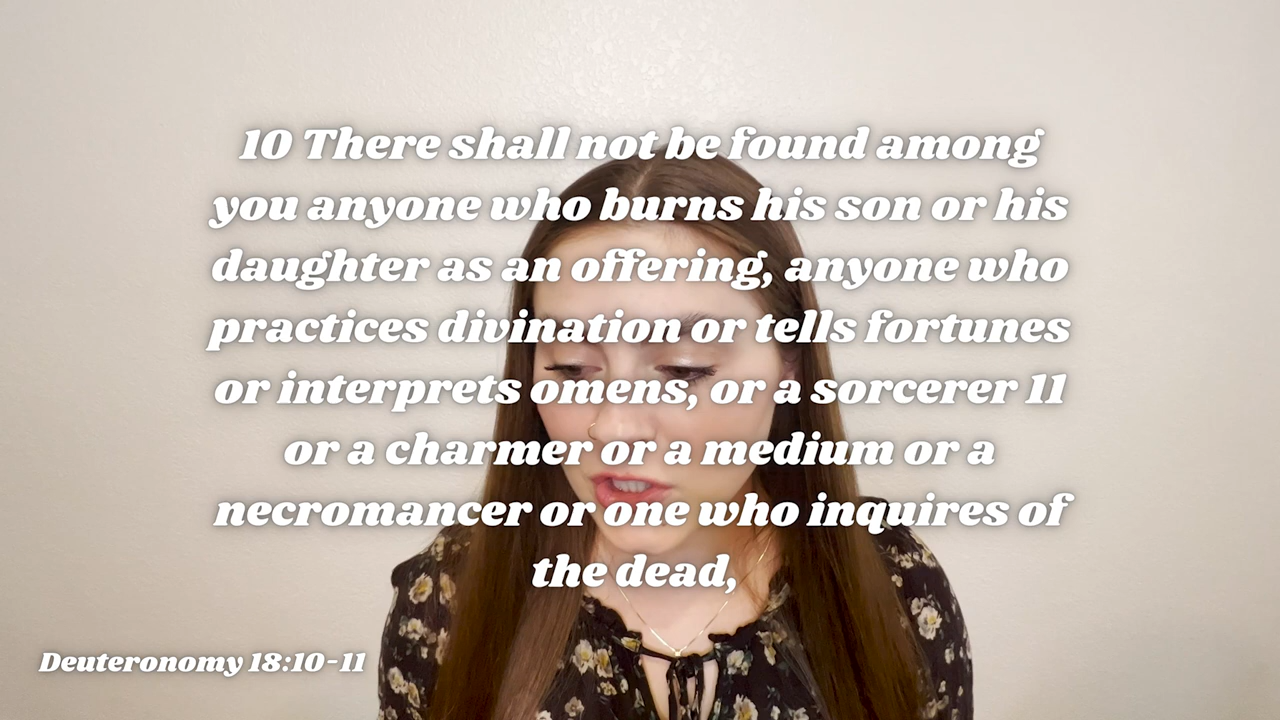 10 There shall not be found among
you anyone who burns his son or his
daughter as an offering, anyone who
practices divination or tells fortunes
or interprets omens, or a sorcerer 11
or a charmer or a medium or a
necromancer or one who inquires of
the dead,
Deuteronomy 18:10-11